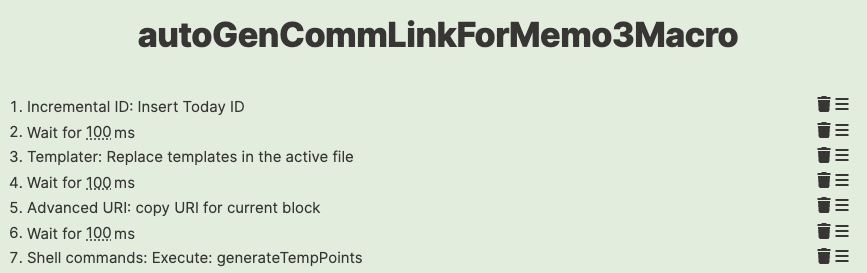 autoGenCommLinkForMemo3Macro
1. Incremental ID: Insert Today ID
2. Wait for 100 ms
3. Templater: Replace templates in the active file
4. Wait for 100 ms
5. Advanced URI: copy URI for current block
6. Wait for 100 ms
7. Shell commands: Execute: generateTempPoints